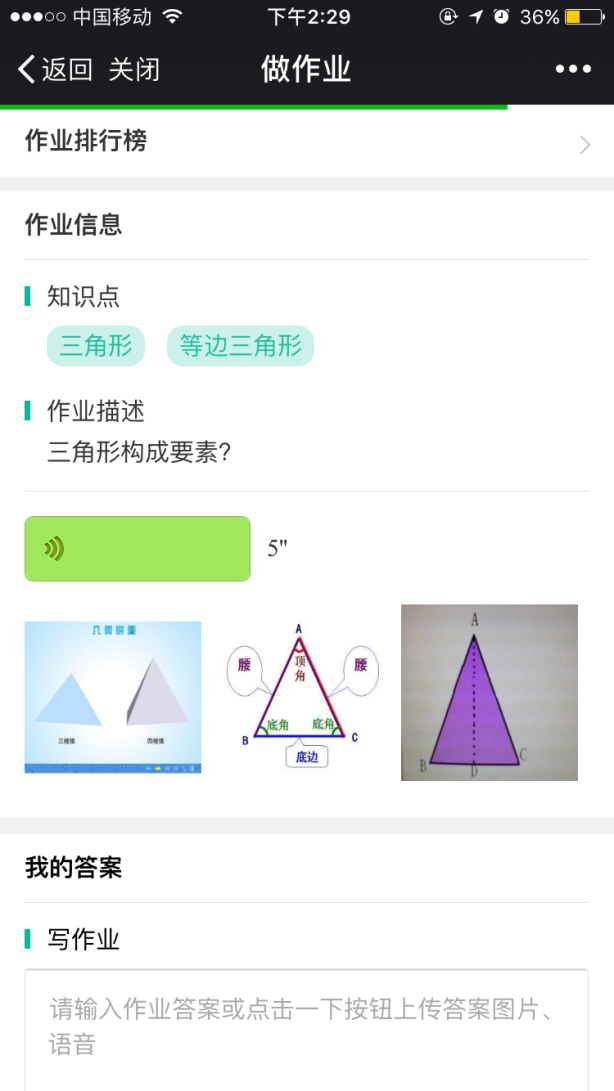 中国移动 下午2:29 36%
返回 关闭 做作业
作业排行榜
作业信息
知识点
三角形 等边三角形
作业描述
三角形构成要素?
5"
几何拼图
三棱锥 四棱锥
A
腰 顶角 腰
底角 底角
B C
底边
A
B D C
我的答案
写作业
请输入作业答案或点击一下按钮上传答案图片、
语音